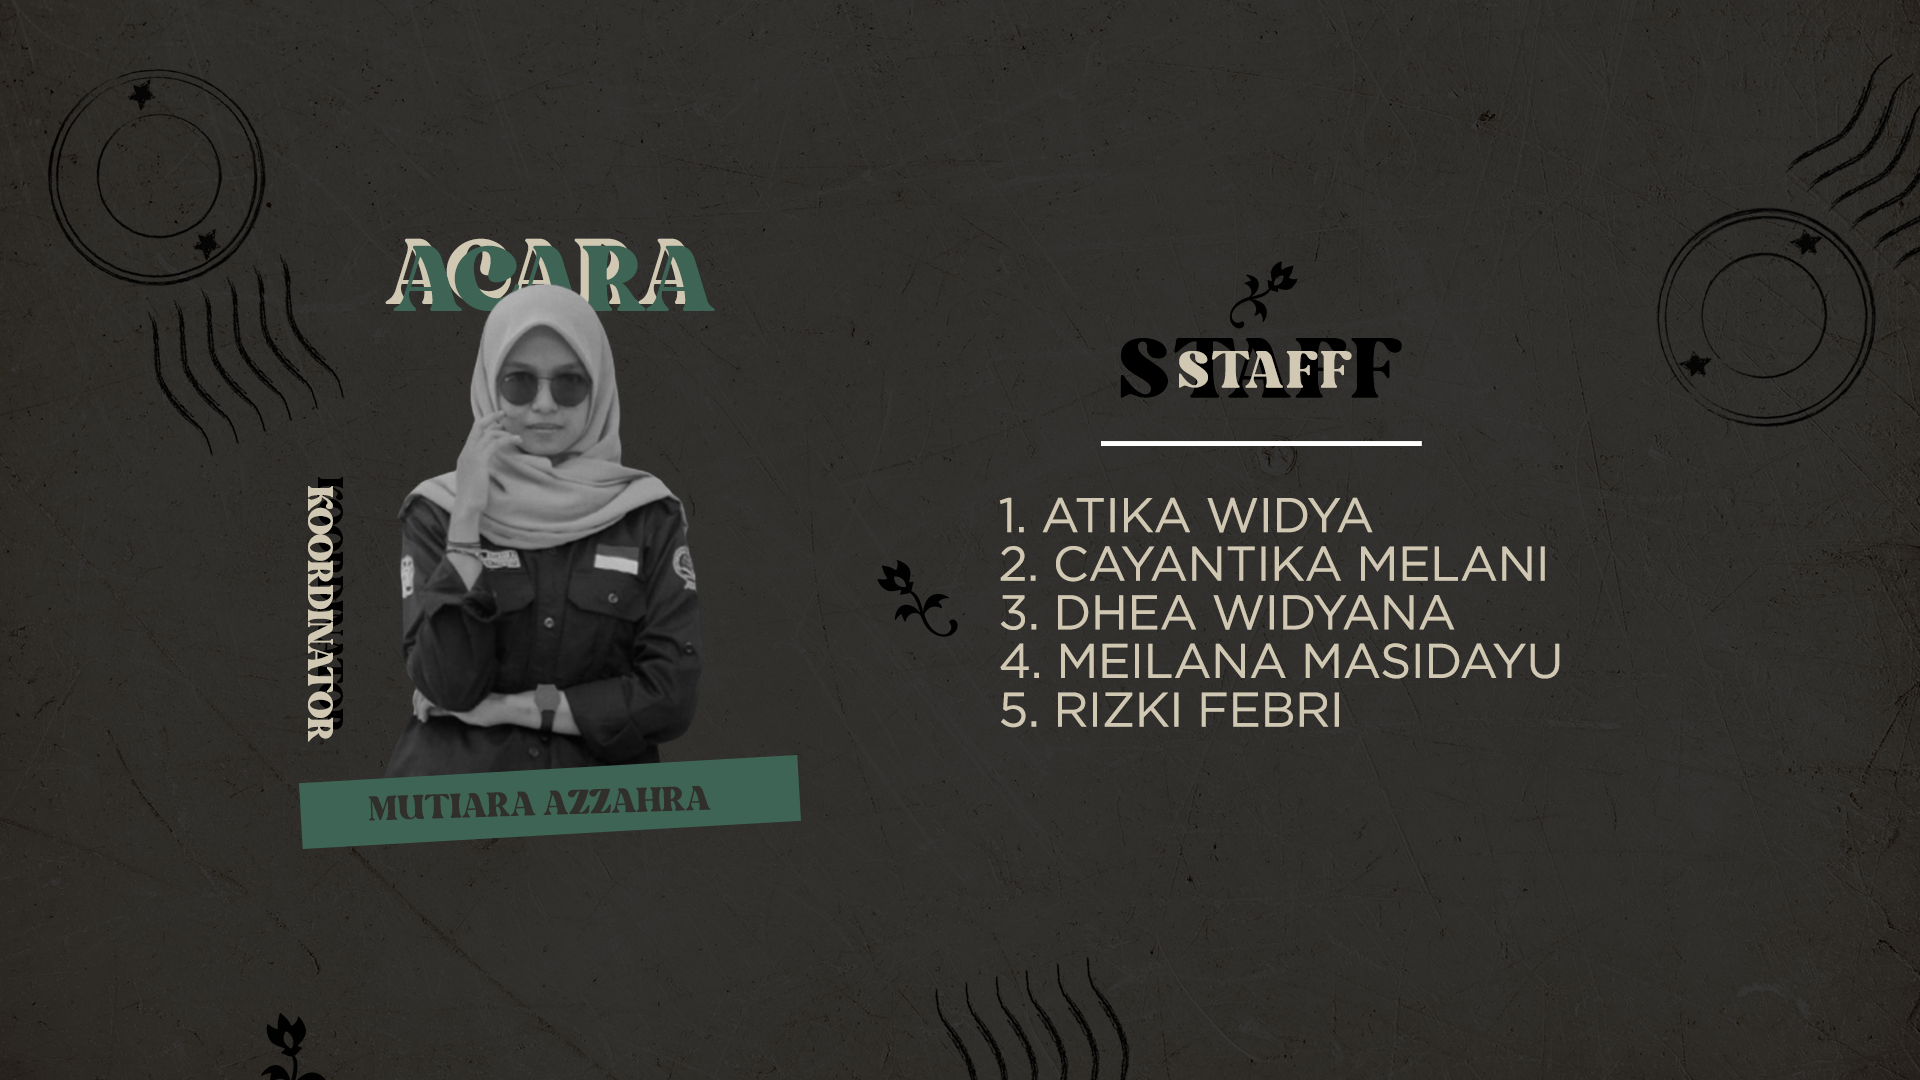 ACARA
KOORDINATOR
MUTIARA AZZAHRA
STAFF
1. ATIKA WIDYA
2. CAYANTIKA MELANI
3. DHEA WIDYANA
4. MEILANA MASIDAYU
5. RIZKI FEBRI